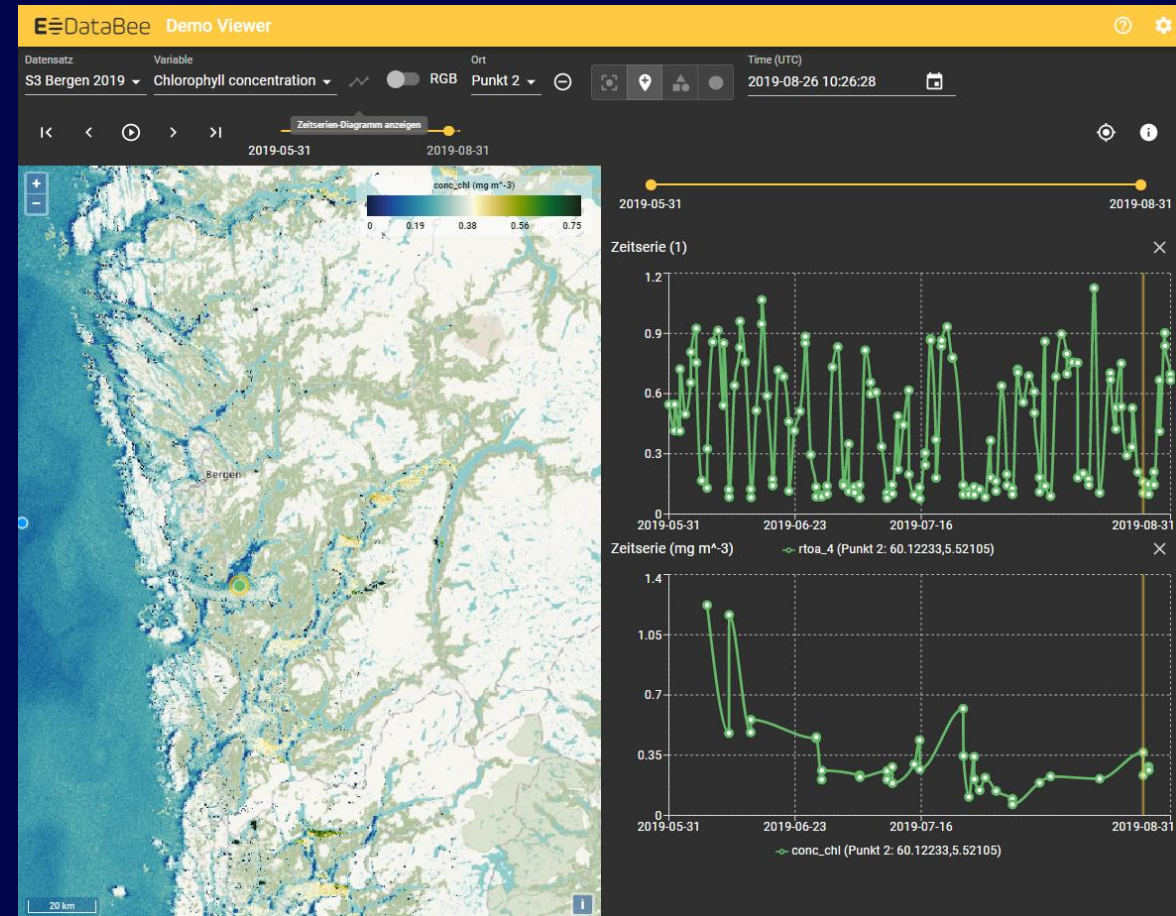 EODataBee Demo Viewer
Datensatz
S3 Bergen 2019
Variable
Chlorophyll concentration
RGB
Ort
Punkt 2
Time (UTC)
2019-08-26 10:26:28
Zeitserien-Diagramm anzeigen
2019-05-31
2019-08-31
+
−
conc_chl (mg m^-3)
0 0.19 0.38 0.56 0.75
Bergen
20 km
i
2019-05-31
2019-08-31
Zeitserie (1)
1.2
0.9
0.6
0.3
0
2019-05-31 2019-06-23 2019-07-16 2019-08-31
rtoa_4 (Punkt 2: 60.12233,5.52105)
Zeitserie (mg m^-3)
1.4
1.05
0.7
0.35
0
2019-05-31 2019-06-23 2019-07-16 2019-08-31
conc_chl (Punkt 2: 60.12233,5.52105)